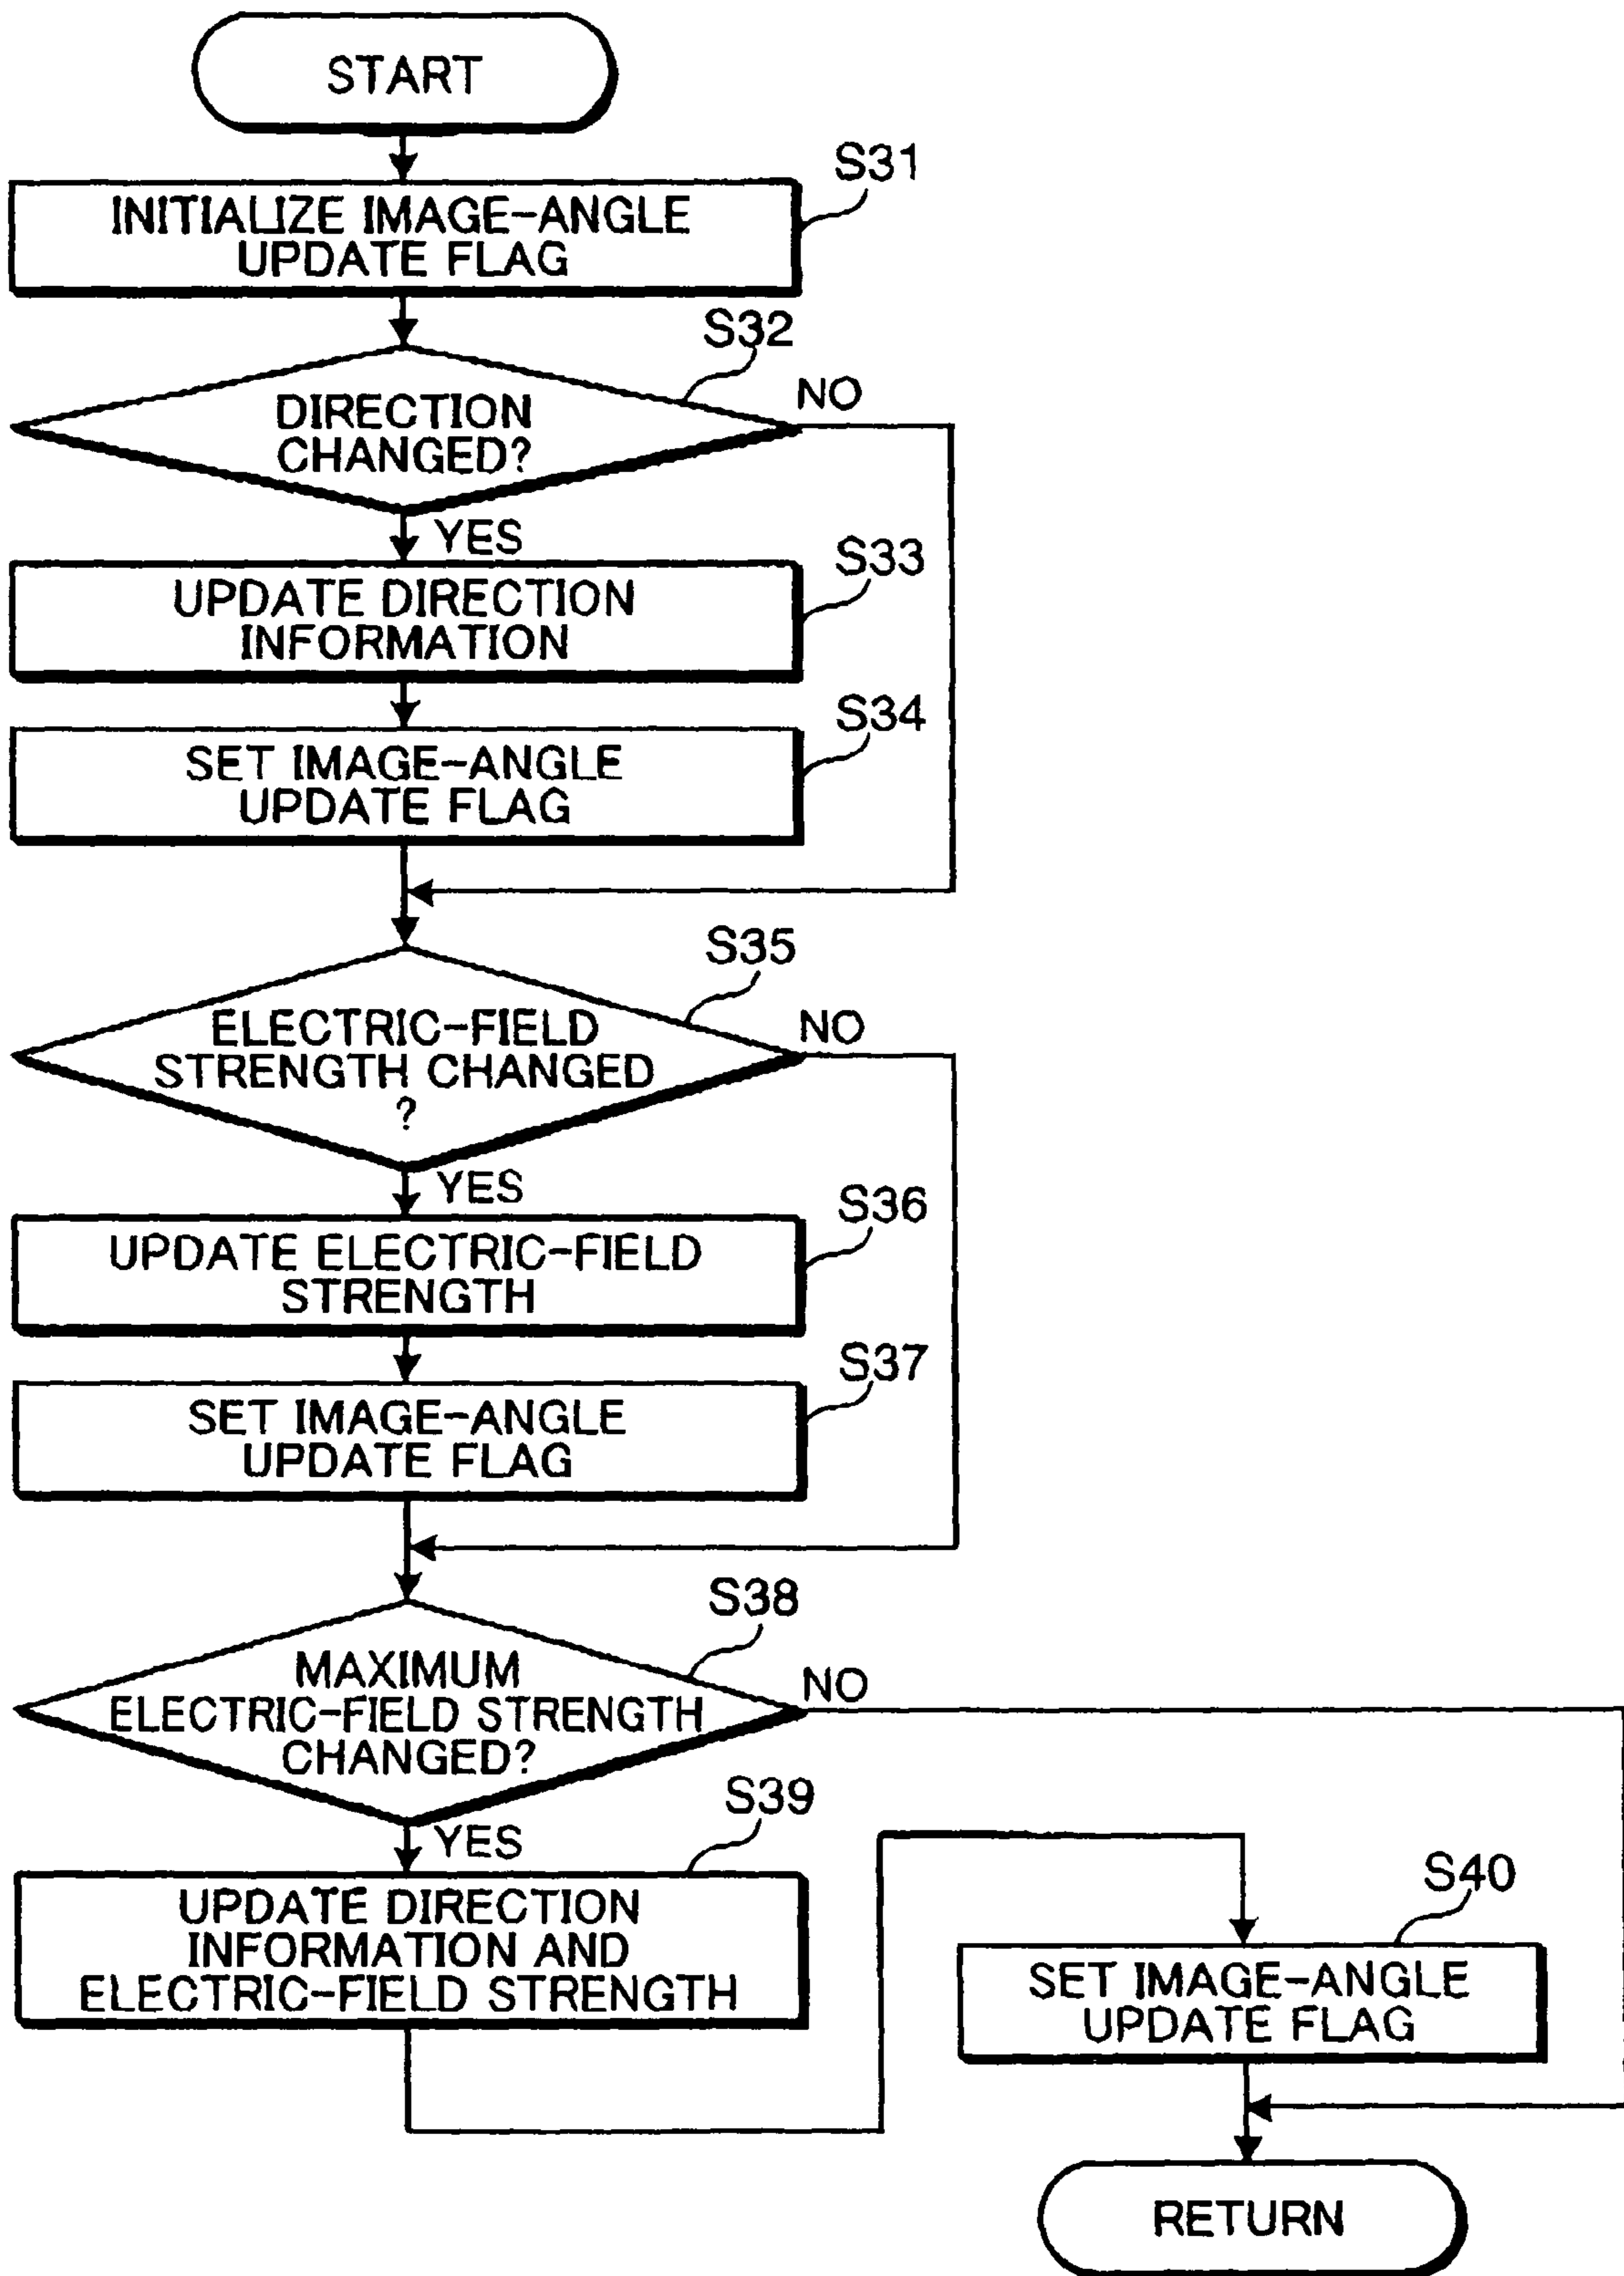 START
S31
INITIALIZE IMAGE-ANGLE
UPDATE FLAG
S32
DIRECTION
CHANGED?
NO
YES
S33
UPDATE DIRECTION
INFORMATION
S34
SET IMAGE-ANGLE
UPDATE FLAG
S35
ELECTRIC-FIELD
STRENGTH CHANGED
?
NO
YES
S36
UPDATE ELECTRIC-FIELD
STRENGTH
S37
SET IMAGE-ANGLE
UPDATE FLAG
S38
MAXIMUM
ELECTRIC-FIELD STRENGTH
CHANGED?
NO
YES
S39
UPDATE DIRECTION
INFORMATION AND
ELECTRIC-FIELD STRENGTH
S40
SET IMAGE-ANGLE
UPDATE FLAG
RETURN